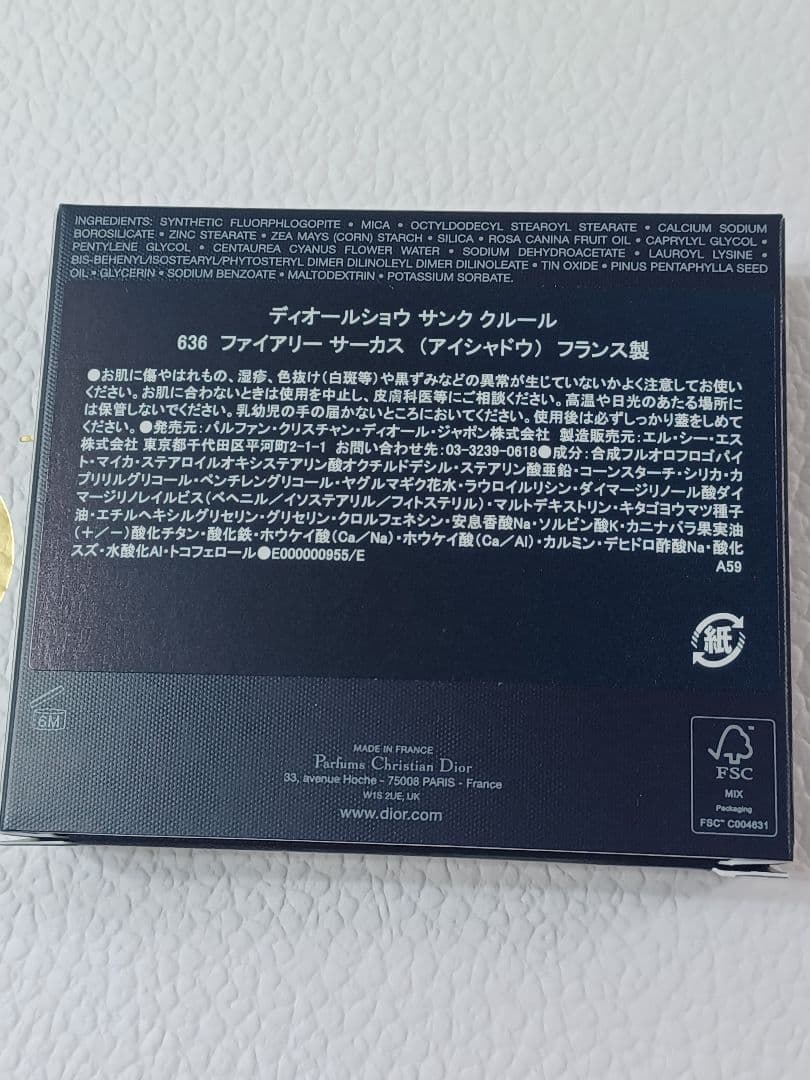 INGREDIENTS: SYNTHETIC FLUORPHLOGOPITE • MICA • OCTYLDODECYL STEAROYL STEARATE • CALCIUM SODIUM
BOROSILICATE • ZINC STEARATE • ZEA MAYS (CORN) STARCH • SILICA • ROSA CANINA FRUIT OIL • CAPRYLYL GLYCOL •
PENTYLENE GLYCOL • CENTAUREA CYANUS FLOWER WATER • SODIUM DEHYDROACETATE • LAUROYL LYSINE •
BIS-BEHENYL/ISOSTEARYL/PHYTOSTERYL DIMER DILINOLEYL DIMER DILINOLEATE • TIN OXIDE • PINUS PENTAPHYLLA SEED
OIL • GLYCERIN • SODIUM BENZOATE • MALTODEXTRIN • POTASSIUM SORBATE.
ディオールショウ サンク クルール
636 ファイアリー サーカス （アイシャドウ） フランス製
●お肌に傷やはれもの、湿疹、色抜け(白斑等)や黒ずみなどの異常が生じていないかよく注意してお使い
ください。お肌に合わないときは使用を中止し、皮膚科医等にご相談ください。高温や日光のあたる場所に
は保管しないでください。乳幼児の手の届かないところにおいてください。使用後は必ずしっかり蓋をしめて
ください。●発売元：パルファン・クリスチャン・ディオール・ジャポン株式会社 製造販売元：エル・シー・エス
株式会社 東京都千代田区平河町2-1-1 お問い合わせ先：03-3239-0618●成分：合成フルオロフロゴパイ
ト・マイカ・ステアロイルオキシステアリン酸オクチルドデシル・ステアリン酸亜鉛・コーンスターチ・シリカ・カ
プリリルグリコール・ペンチレングリコール・ヤグルマギク花水・ラウロイルリシン・ダイマージリノール酸ダイ
マージリノレイルビス(ベヘニル／イソステアリル／フィトステリル)・マルトデキストリン・キタゴヨウマツ種子
油・エチルヘキシルグリセリン・グリセリン・クロルフェネシン・安息香酸Na・ソルビン酸K・カニナバラ果実油
(＋／－)酸化チタン・酸化鉄・ホウケイ酸(Ca／Na)・ホウケイ酸(Ca／Al)・カルミン・デヒドロ酢酸Na・酸化
スズ・水酸化Al・トコフェロール●E000000955/E
A59
紙
6M
MADE IN FRANCE
Parfums Christian Dior
33, avenue Hoche - 75008 PARIS - France
W1S 2UE, UK
www.dior.com
FSC
MIX
Packaging
FSC™ C004631